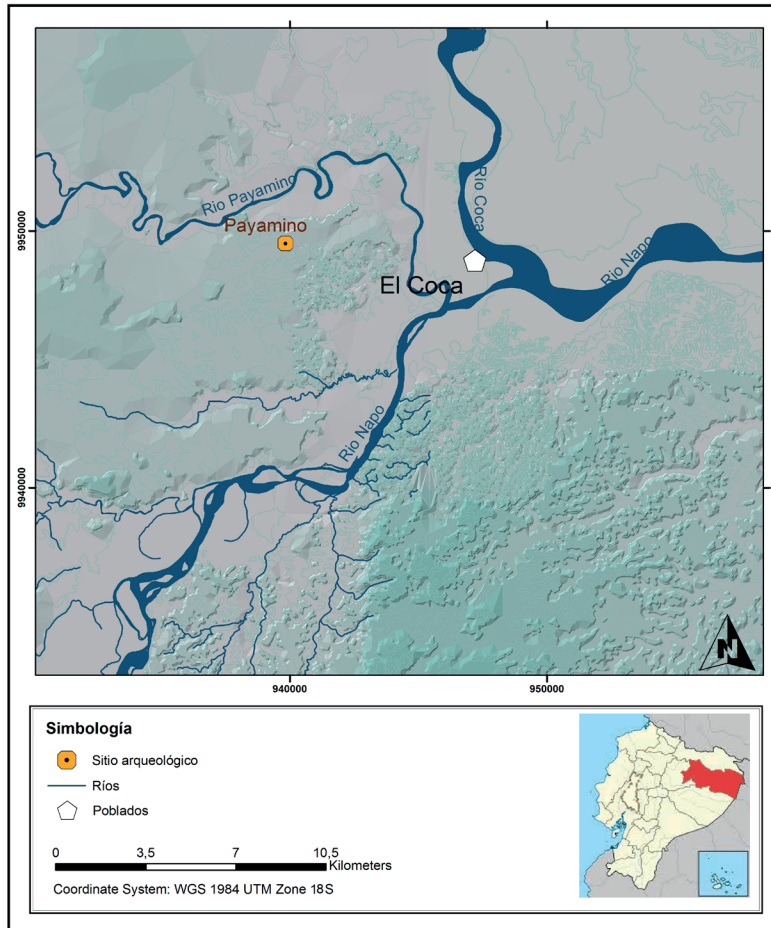 Rio Payamino
Payamino
Río Coca
Rio Napo
El Coca
Rio Napo
9950000
9940000
940000
950000
N
Simbología
Sitio arqueológico
Ríos
Poblados
0 3,5 7 10,5
Kilometers
Coordinate System: WGS 1984 UTM Zone 18S